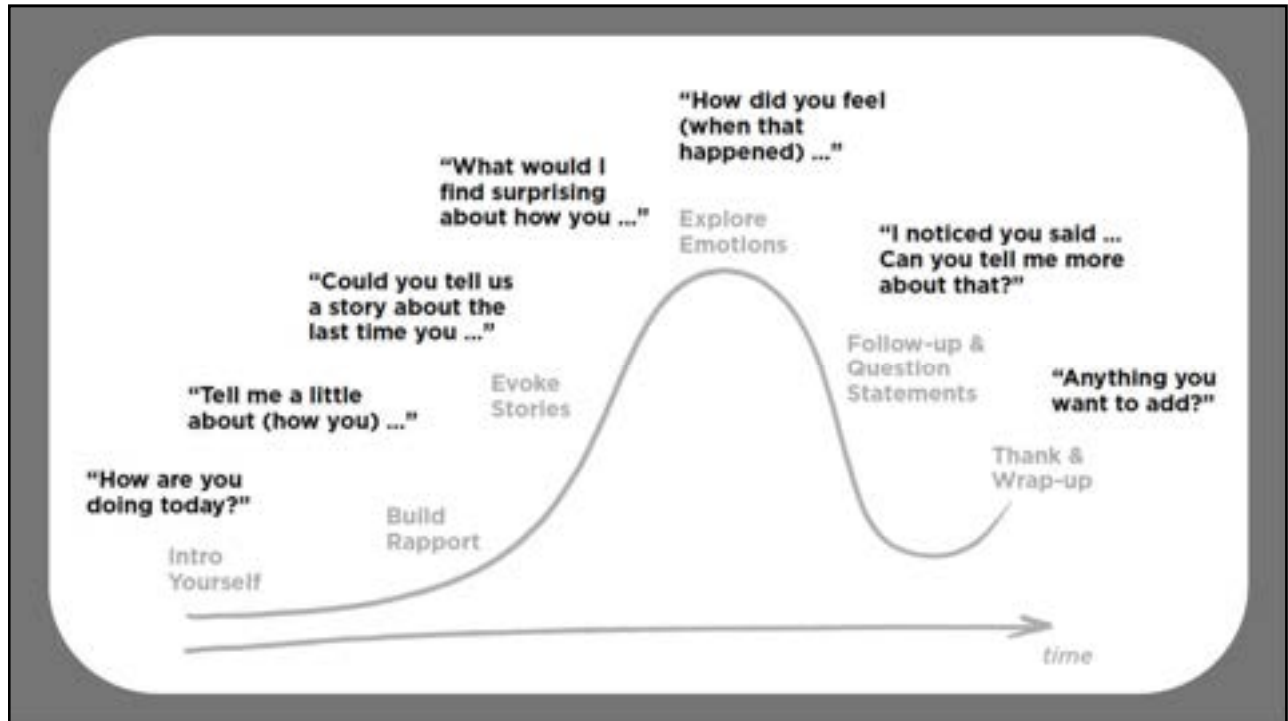 “How are you
doing today?”
Intro
Yourself
“Tell me a little
about (how you) ...”
Build
Rapport
“Could you tell us
a story about the
last time you ...”
Evoke
Stories
“What would I
find surprising
about how you ...”
“How did you feel
(when that
happened) ...”
Explore
Emotions
“I noticed you said ...
Can you tell me more
about that?”
Follow-up &
Question
Statements
“Anything you
want to add?”
Thank &
Wrap-up
time